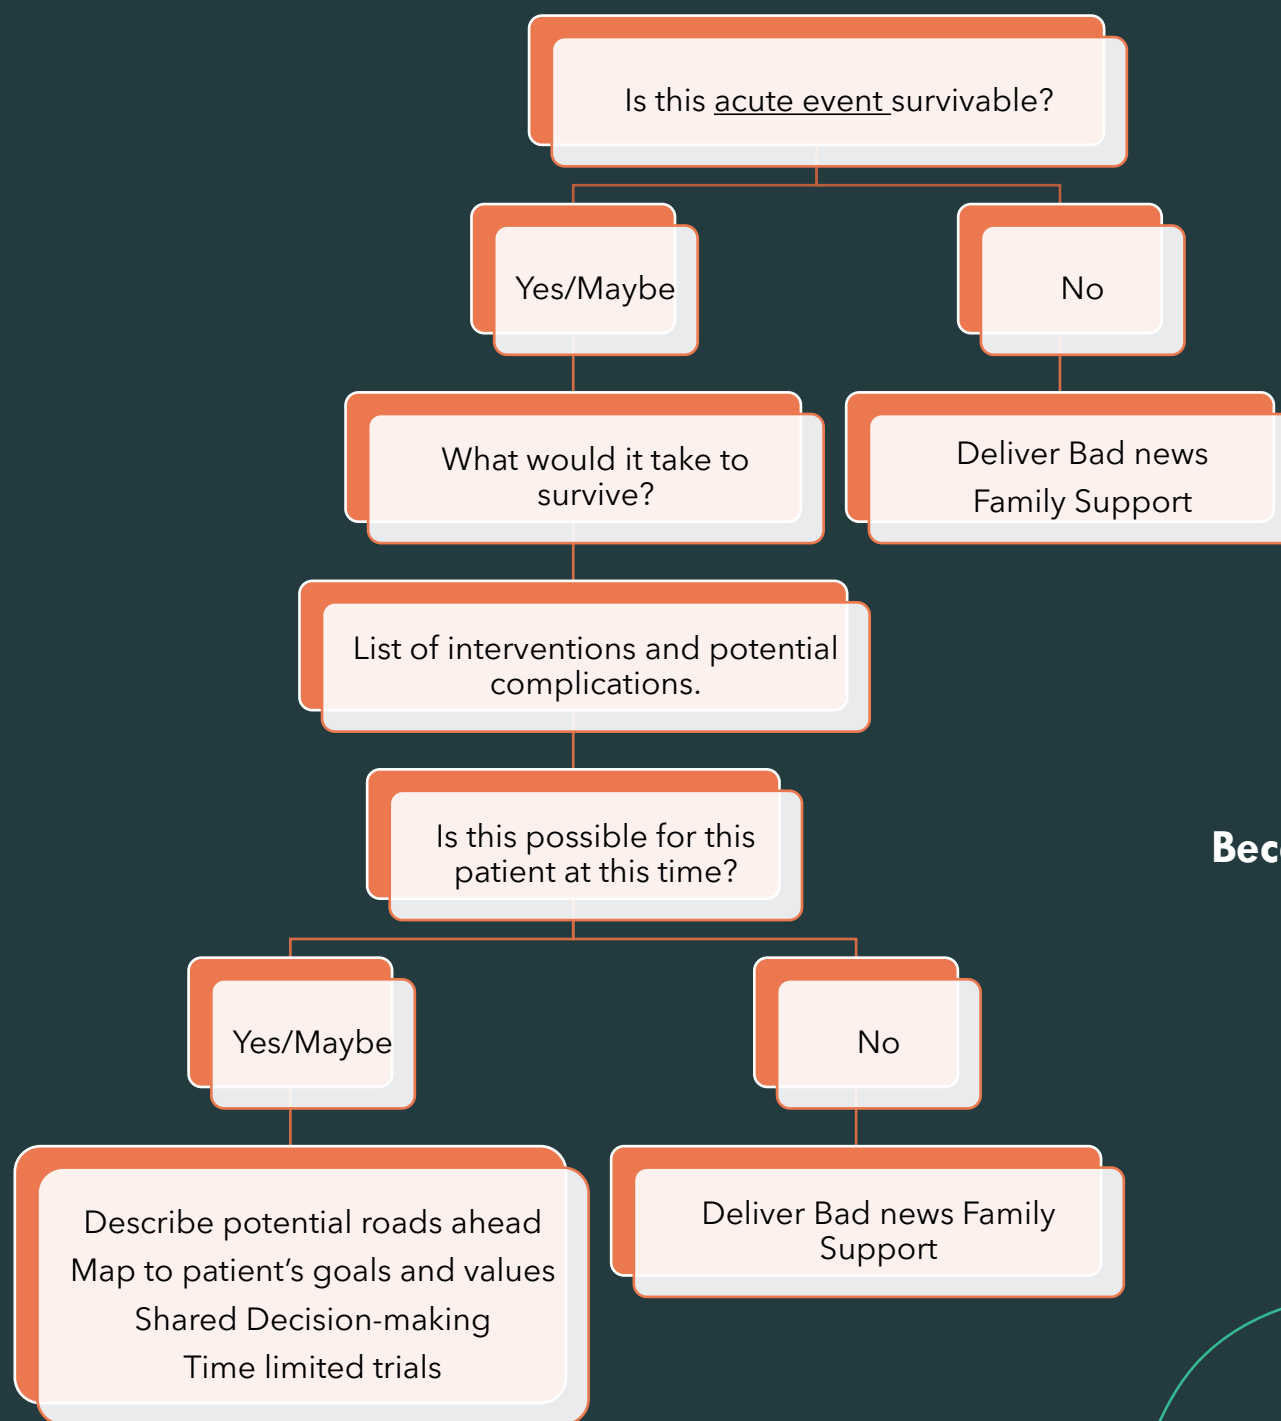 Is this acute event survivable?
Yes/Maybe
No
What would it take to
survive?
Deliver Bad news
Family Support
List of interventions and potential
complications.
Is this possible for this
patient at this time?
Yes/Maybe
No
Describe potential roads ahead
Map to patient’s goals and values
Shared Decision-making
Time limited trials
Deliver Bad news Family
Support